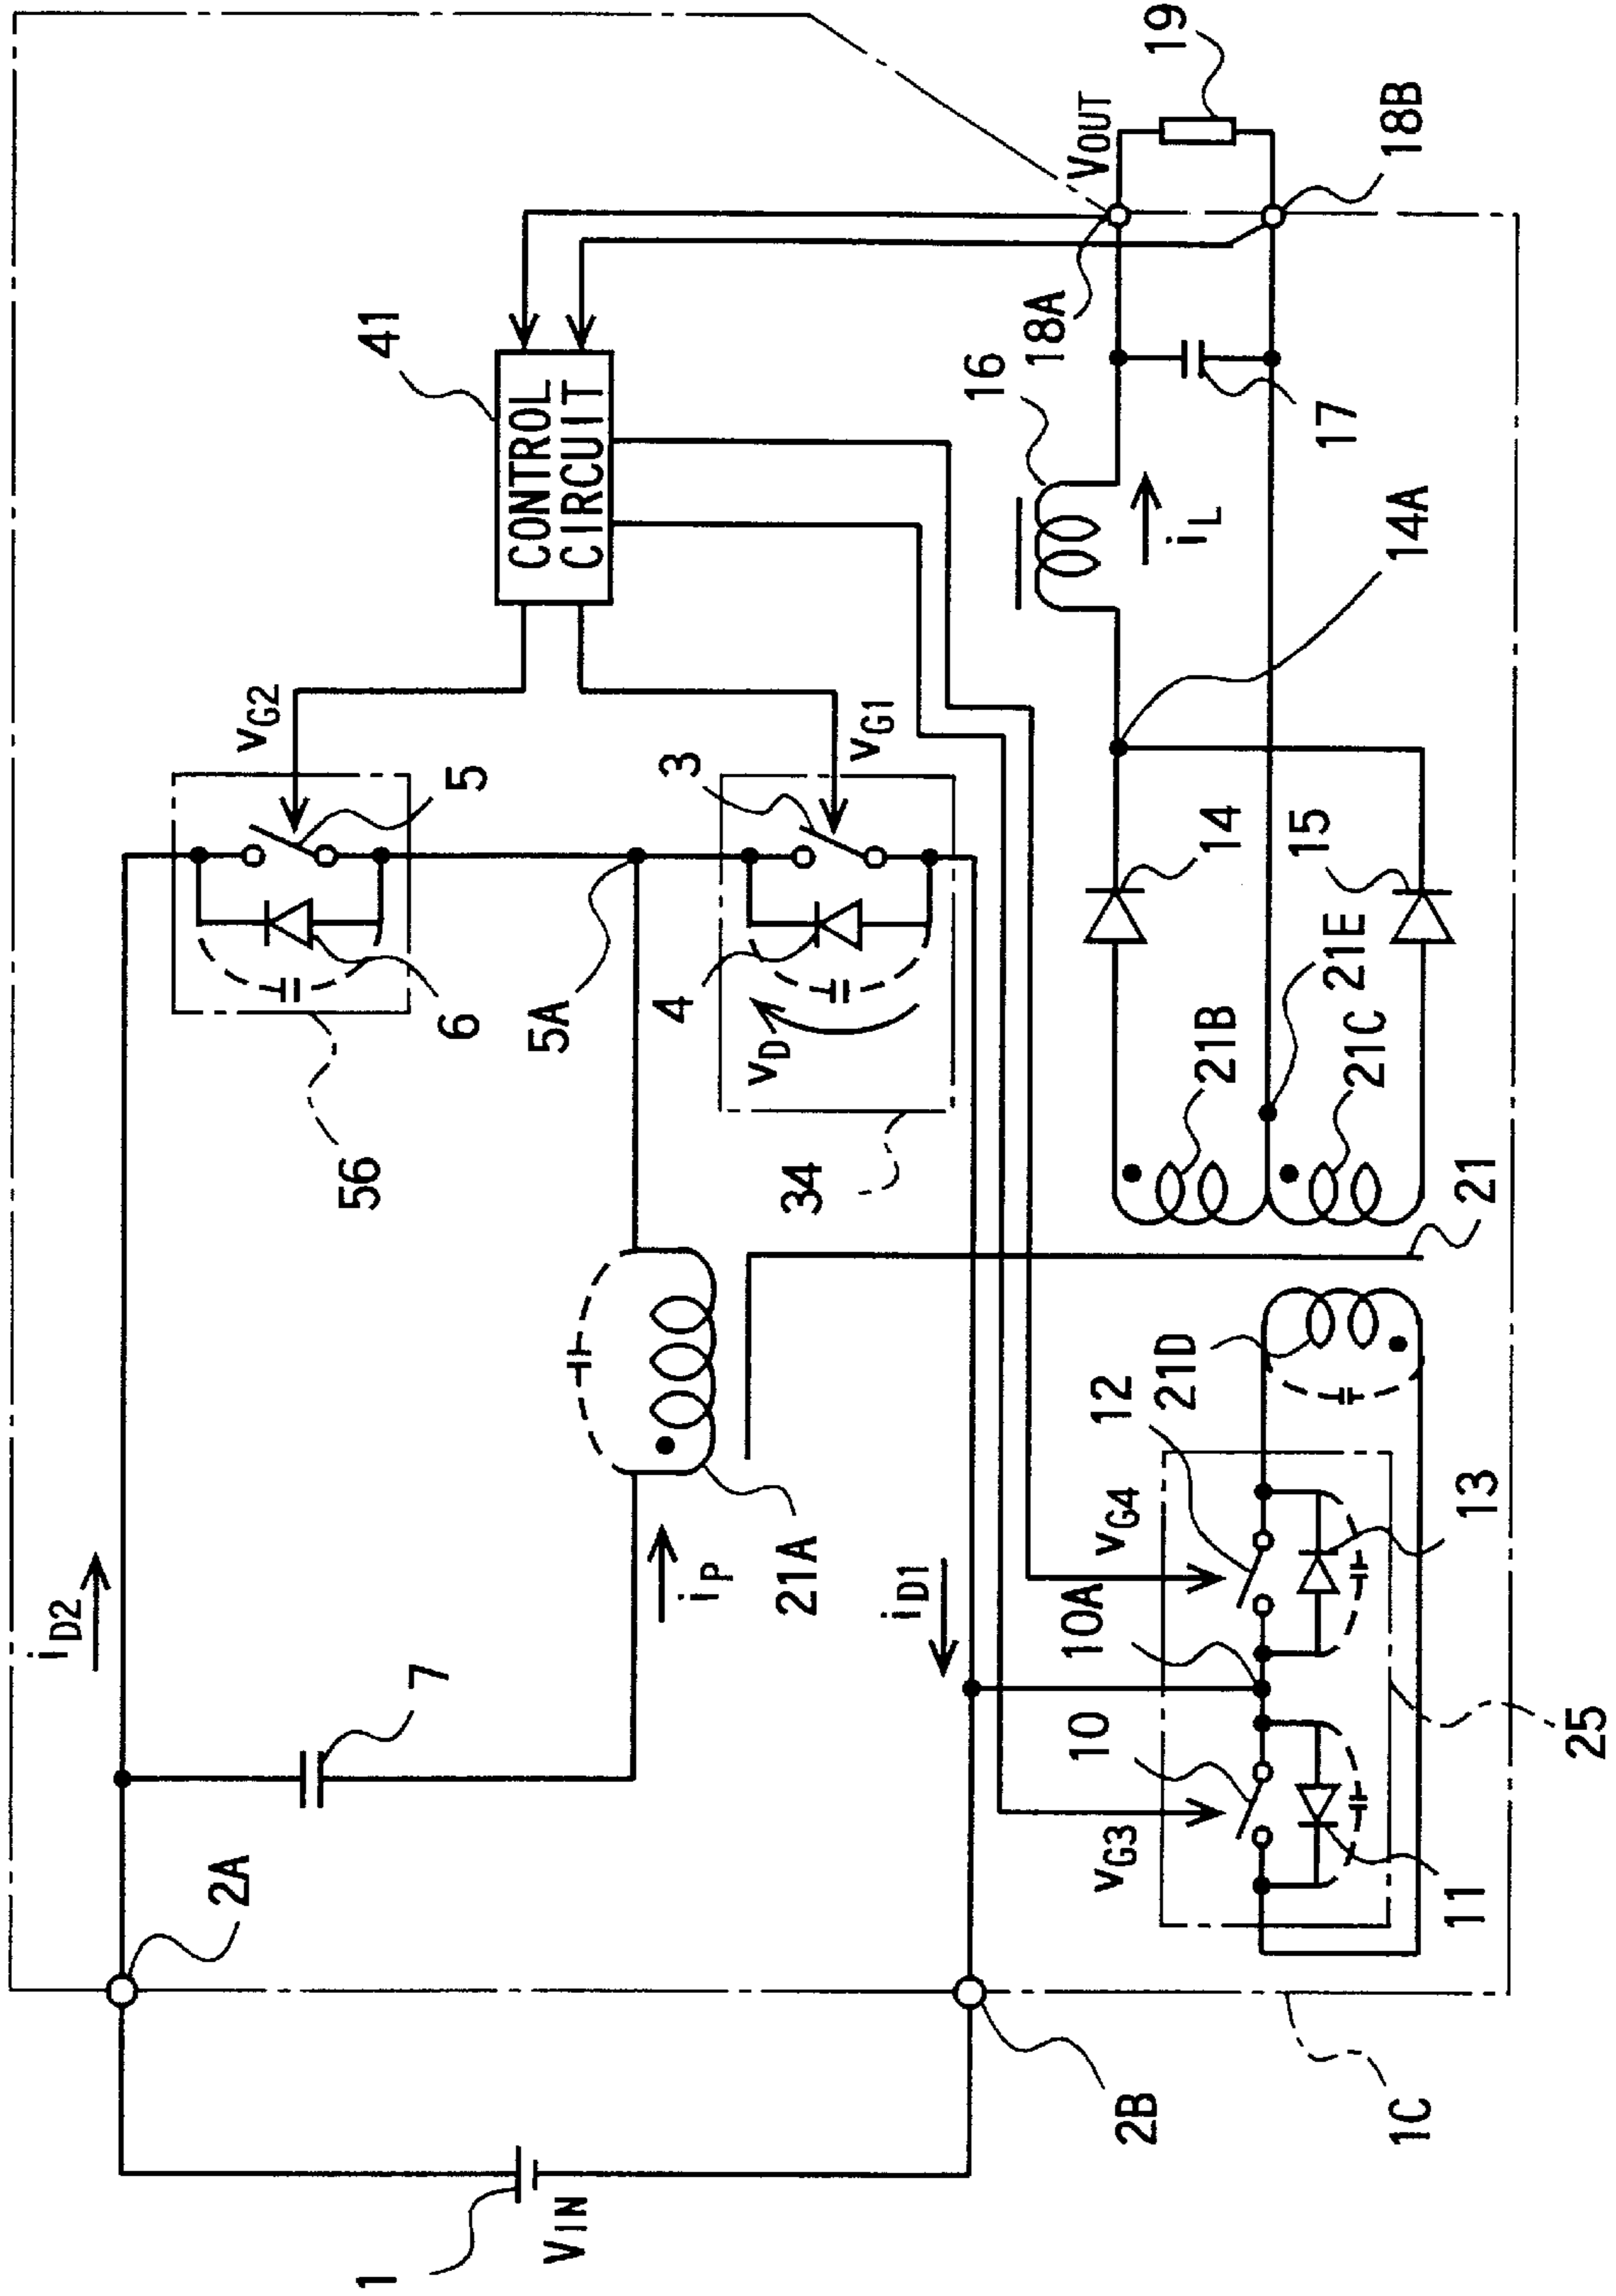 1
V_IN
2A
2B
1C
i_D2
7
i_P
21A
i_D1
56
6
5
v_G2
5A
34
v_D
4
3
v_G1
41
CONTROL
CIRCUIT
10A
10
v_G3
11
12
v_G4
13
25
21D
21
21B
21C
21E
14
15
14A
16
i_L
17
18A
V_OUT
18B
19